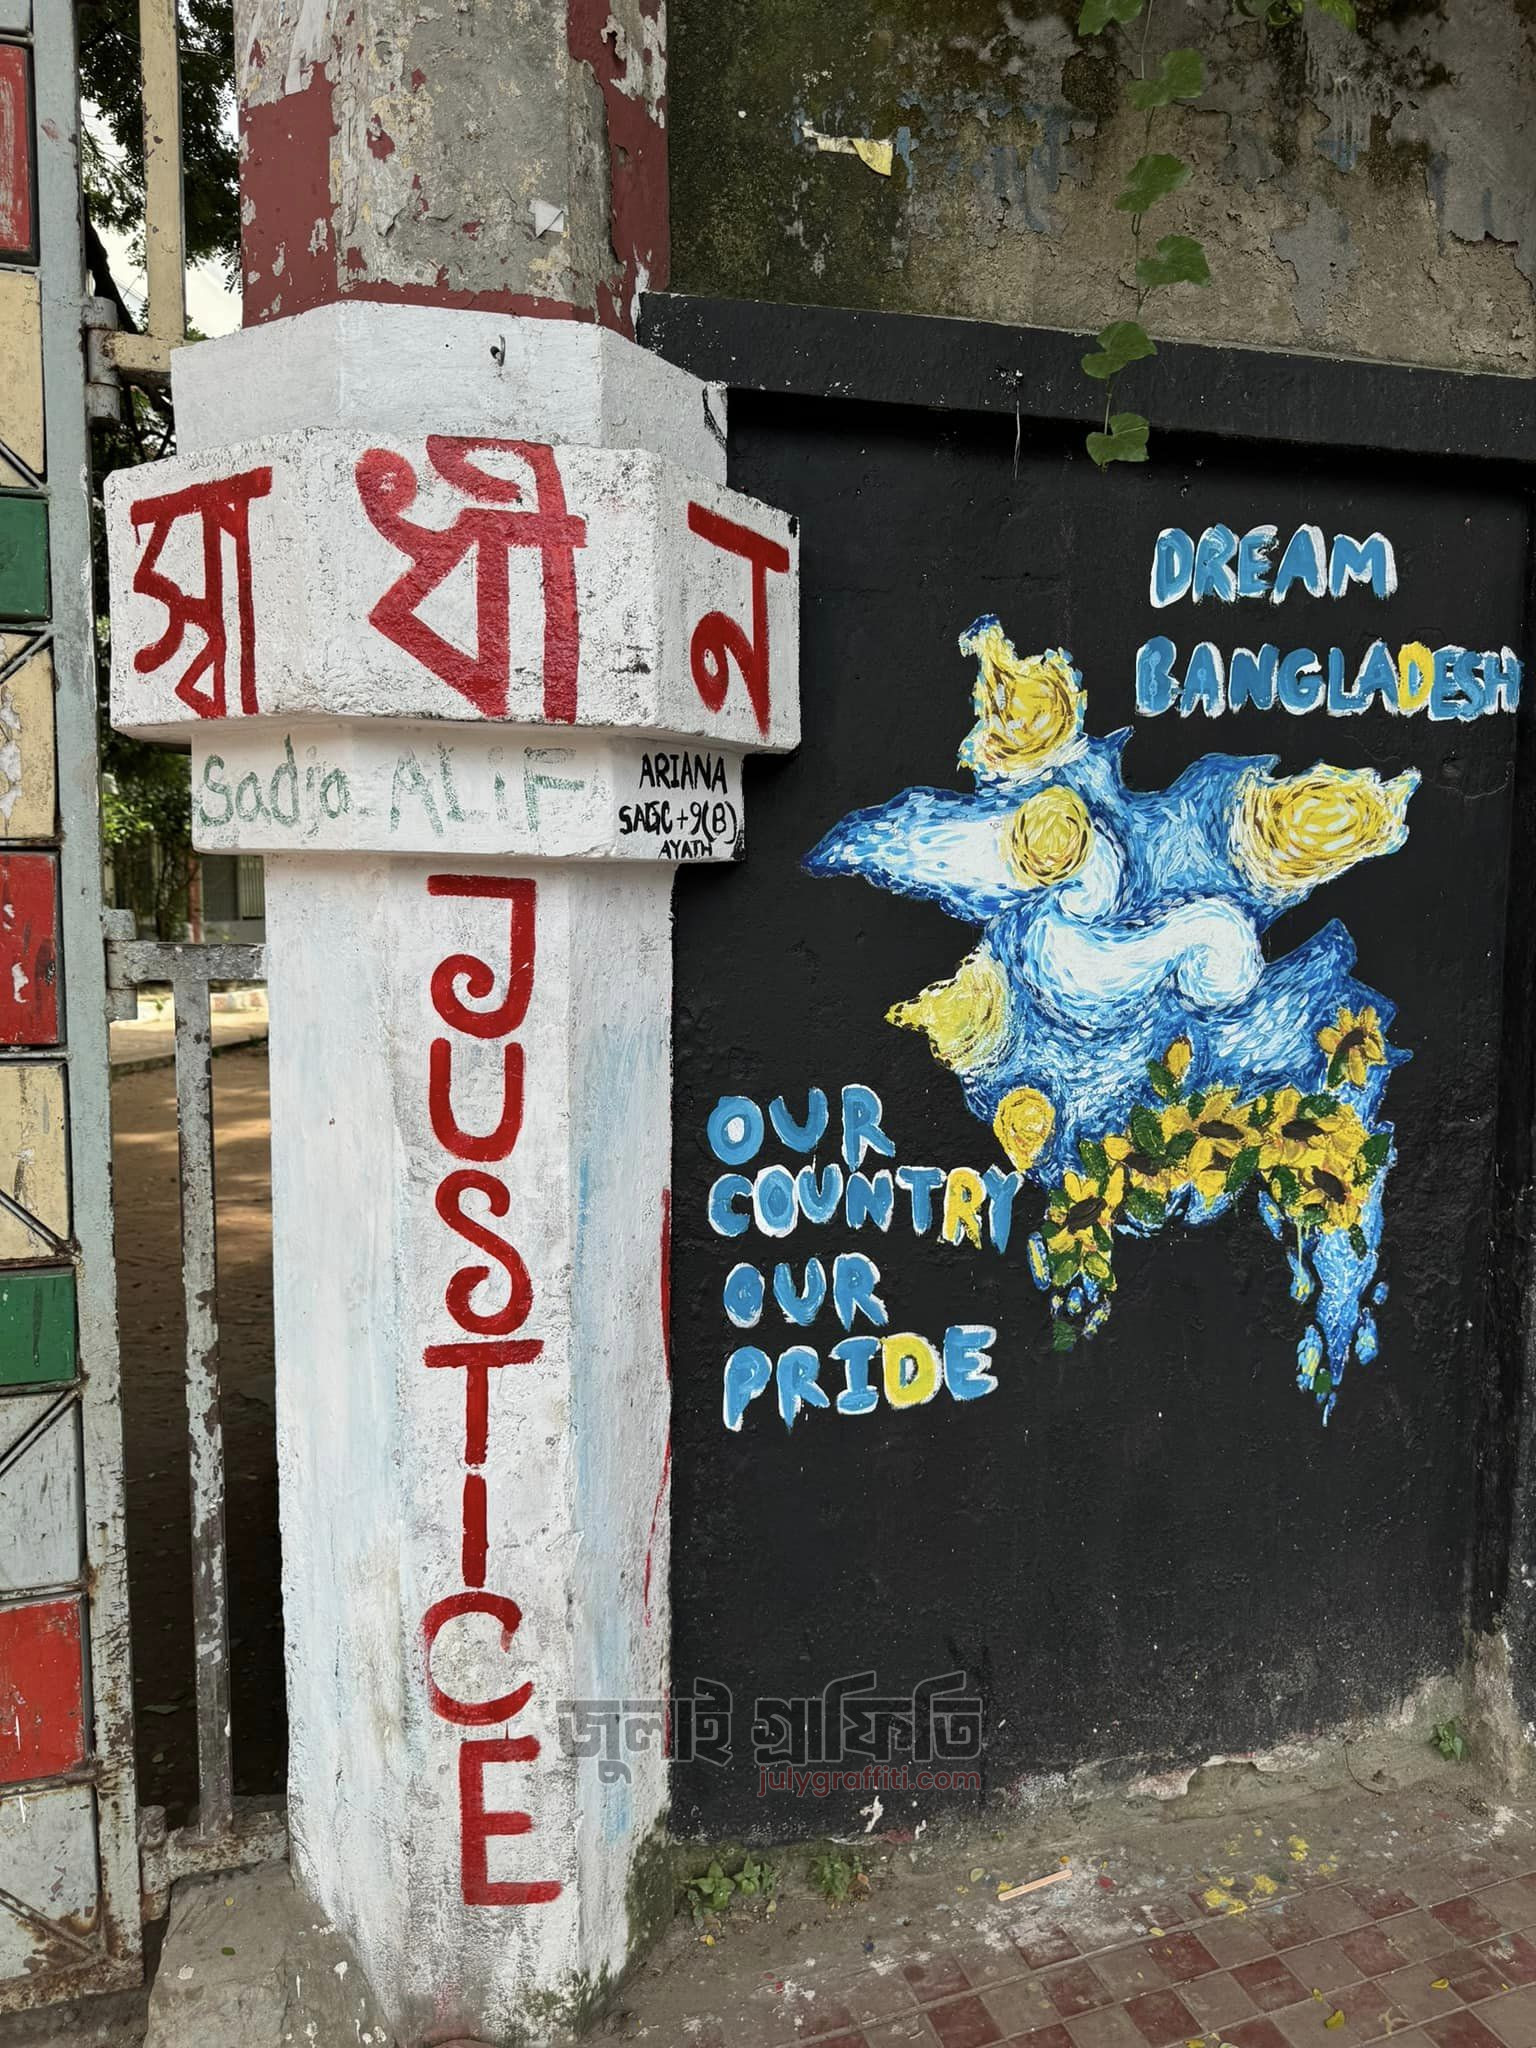 স্বাধীন
Sadia ALiF
ARIANA
SAGC+9(B)
AYATH
JUSTICE
DREAM
BANGLADESH
OUR
COUNTRY
OUR
PRIDE
জুলাই গ্রাফিতি
julygraffiti.com